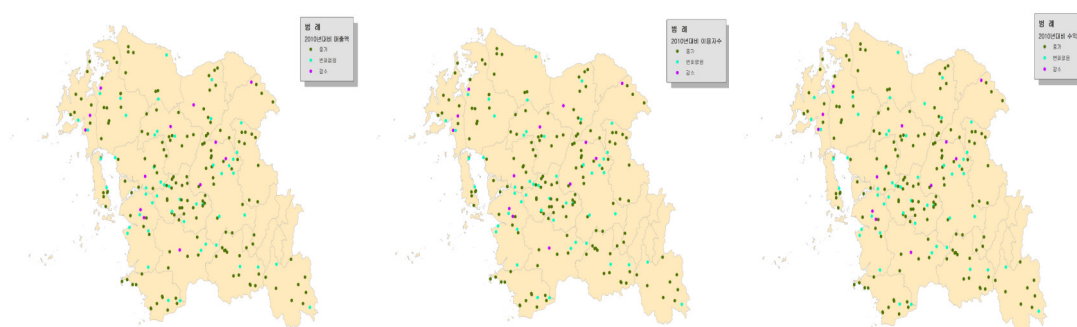 범 례
2010년대비 매출액
증가
변화없음
감소
범 례
2010년대비 이용자수
증가
변화없음
감소
범 례
2010년대비 수익
증가
변화없음
감소